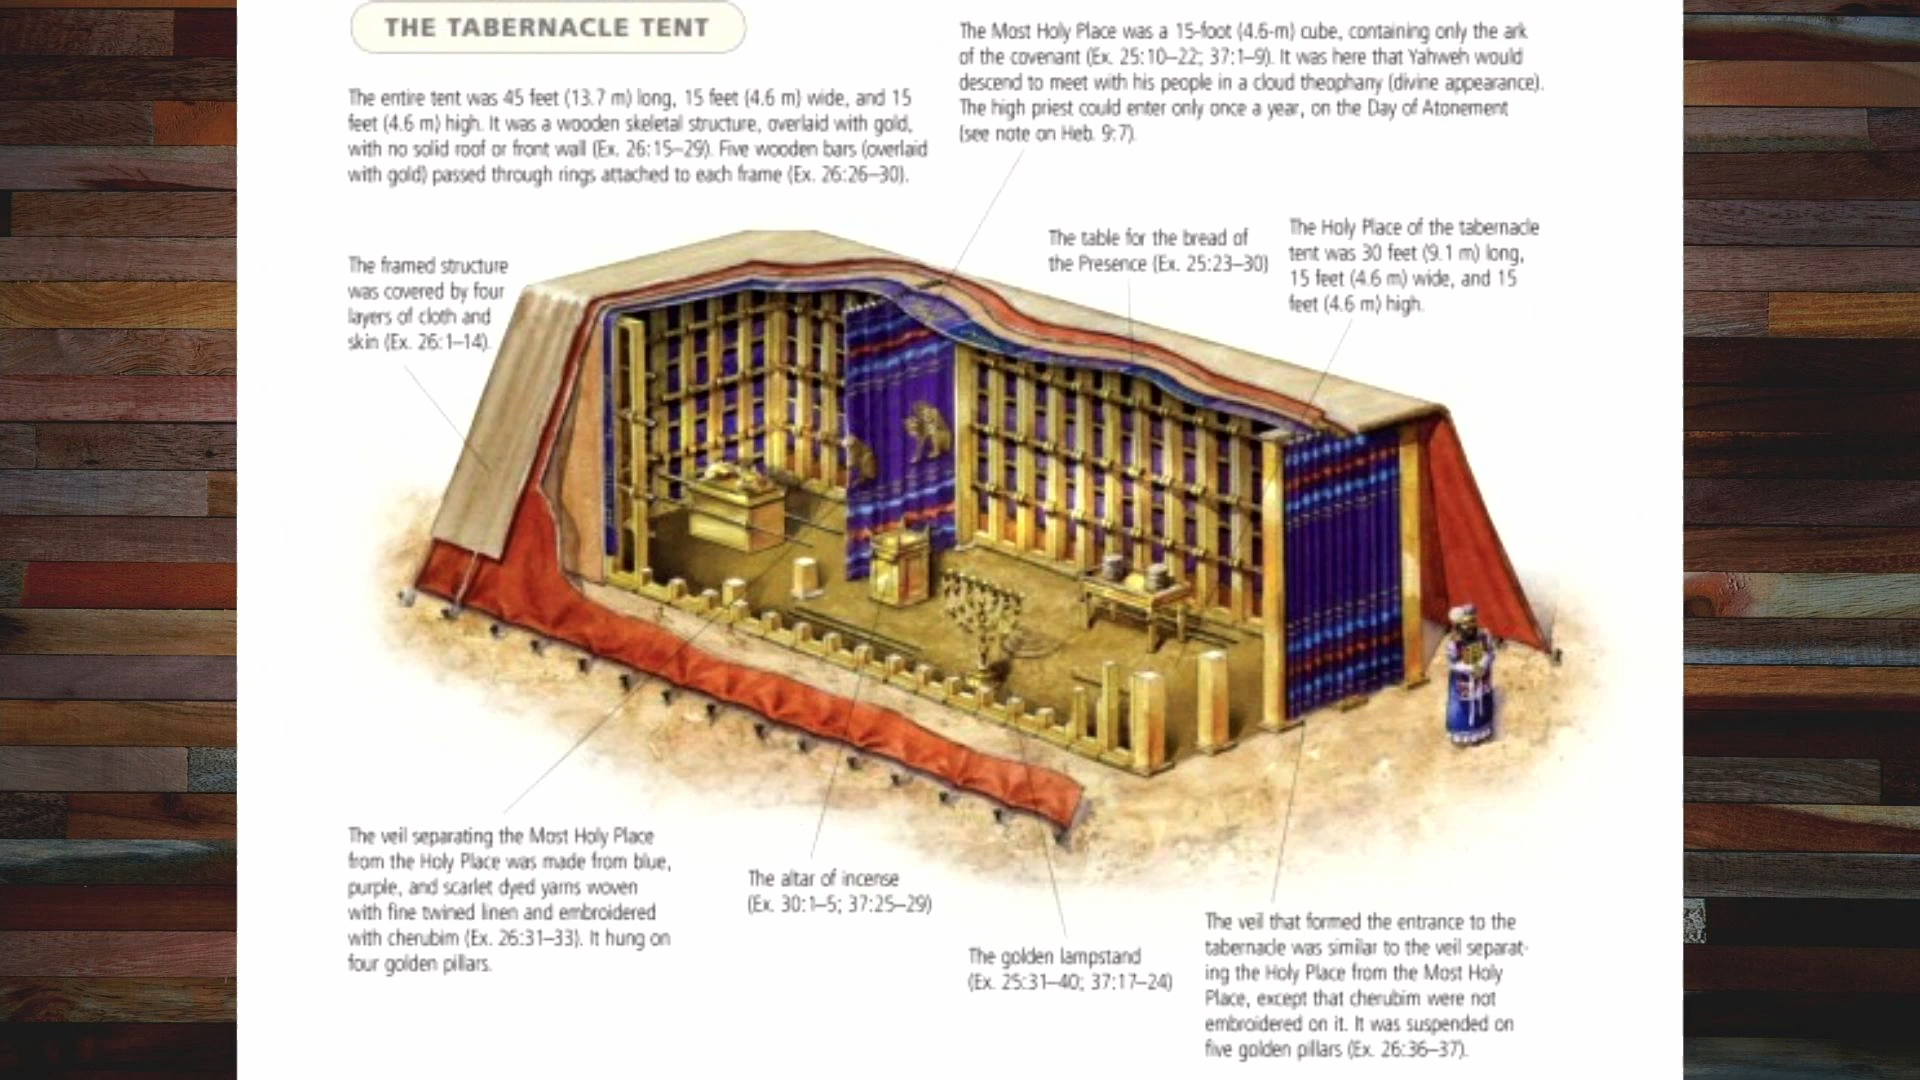 THE TABERNACLE TENT
The entire tent was 45 feet (13.7 m) long, 15 feet (4.6 m) wide, and 15
feet (4.6 m) high. It was a wooden skeletal structure, overlaid with gold,
with no solid roof or front wall (Ex. 26:15–29). Five wooden bars (overlaid
with gold) passed through rings attached to each frame (Ex. 26:26–30).
The Most Holy Place was a 15-foot (4.6-m) cube, containing only the ark
of the covenant (Ex. 25:10–22; 37:1–9). It was here that Yahweh would
descend to meet with his people in a cloud theophany (divine appearance).
The high priest could enter only once a year, on the Day of Atonement
(see note on Heb. 9:7).
The framed structure
was covered by four
layers of cloth and
skin (Ex. 26:1–14).
The table for the bread of
the Presence (Ex. 25:23–30)
The Holy Place of the tabernacle
tent was 30 feet (9.1 m) long,
15 feet (4.6 m) wide, and 15
feet (4.6 m) high.
The veil separating the Most Holy Place
from the Holy Place was made from blue,
purple, and scarlet dyed yarns woven
with fine twined linen and embroidered
with cherubim (Ex. 26:31–33). It hung on
four golden pillars.
The altar of incense
(Ex. 30:1–5; 37:25–29)
The golden lampstand
(Ex. 25:31–40; 37:17–24)
The veil that formed the entrance to the
tabernacle was similar to the veil separat-
ing the Holy Place from the Most Holy
Place, except that cherubim were not
embroidered on it. It was suspended on
five golden pillars (Ex. 26:36–37).